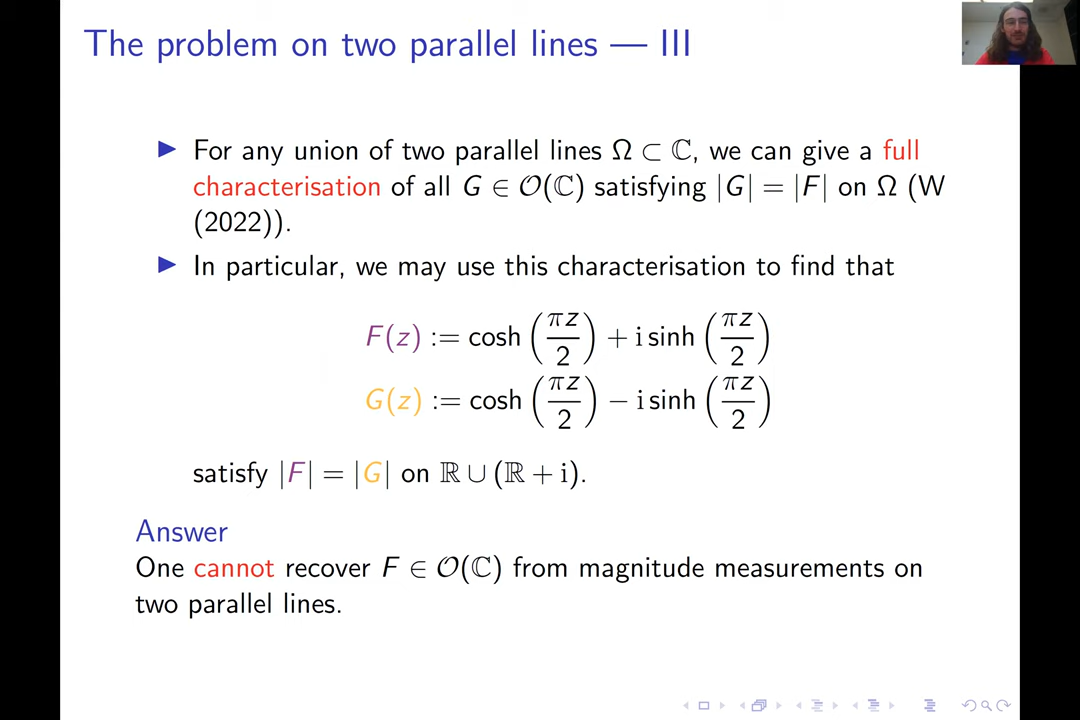 The problem on two parallel lines — III
▶ For any union of two parallel lines Ω ⊂ ℂ, we can give a full
characterisation of all G ∈ 𝒪(ℂ) satisfying |G| = |F| on Ω (W
(2022)).
▶ In particular, we may use this characterisation to find that
F(z) := cosh (πz/2) + i sinh (πz/2)
G(z) := cosh (πz/2) − i sinh (πz/2)
satisfy |F| = |G| on ℝ ∪ (ℝ + i).
Answer
One cannot recover F ∈ 𝒪(ℂ) from magnitude measurements on
two parallel lines.